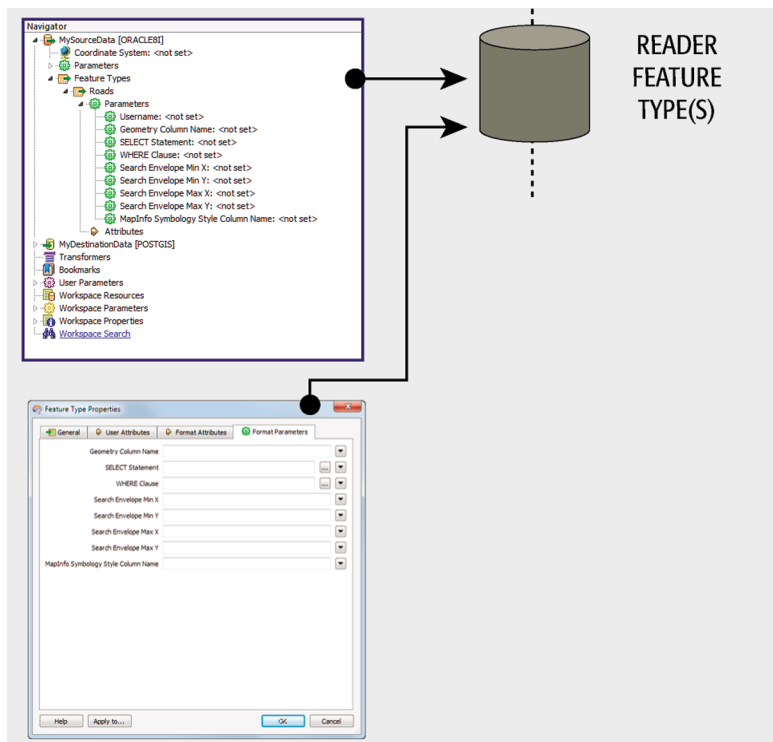 Navigator
MySourceData [ORACLE8I]
Coordinate System: <not set>
Parameters
Feature Types
Roads
Parameters
Username: <not set>
Geometry Column Name: <not set>
SELECT Statement: <not set>
WHERE Clause: <not set>
Search Envelope Min X: <not set>
Search Envelope Min Y: <not set>
Search Envelope Max X: <not set>
Search Envelope Max Y: <not set>
MapInfo Symbology Style Column Name: <not set>
Attributes
MyDestinationData [POSTGIS]
Transformers
Bookmarks
User Parameters
Workspace Resources
Workspace Parameters
Workspace Properties
Workspace Search
READER
FEATURE
TYPE(S)
Feature Type Properties
General User Attributes Format Attributes Format Parameters
Geometry Column Name
SELECT Statement ...
WHERE Clause ...
Search Envelope Min X
Search Envelope Min Y
Search Envelope Max X
Search Envelope Max Y
MapInfo Symbology Style Column Name
Help Apply to... OK Cancel